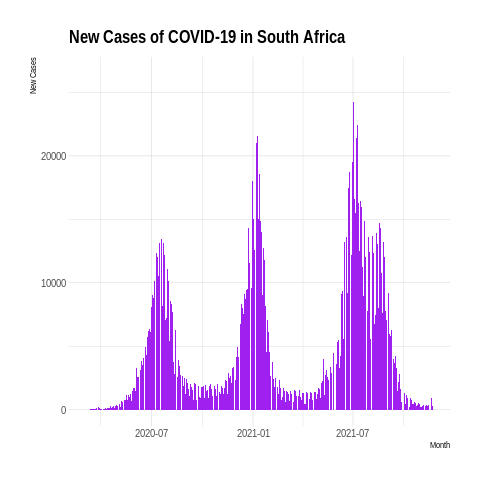 New Cases of COVID-19 in South Africa
New Cases
20000
10000
0
2020-07
2021-01
2021-07
Month